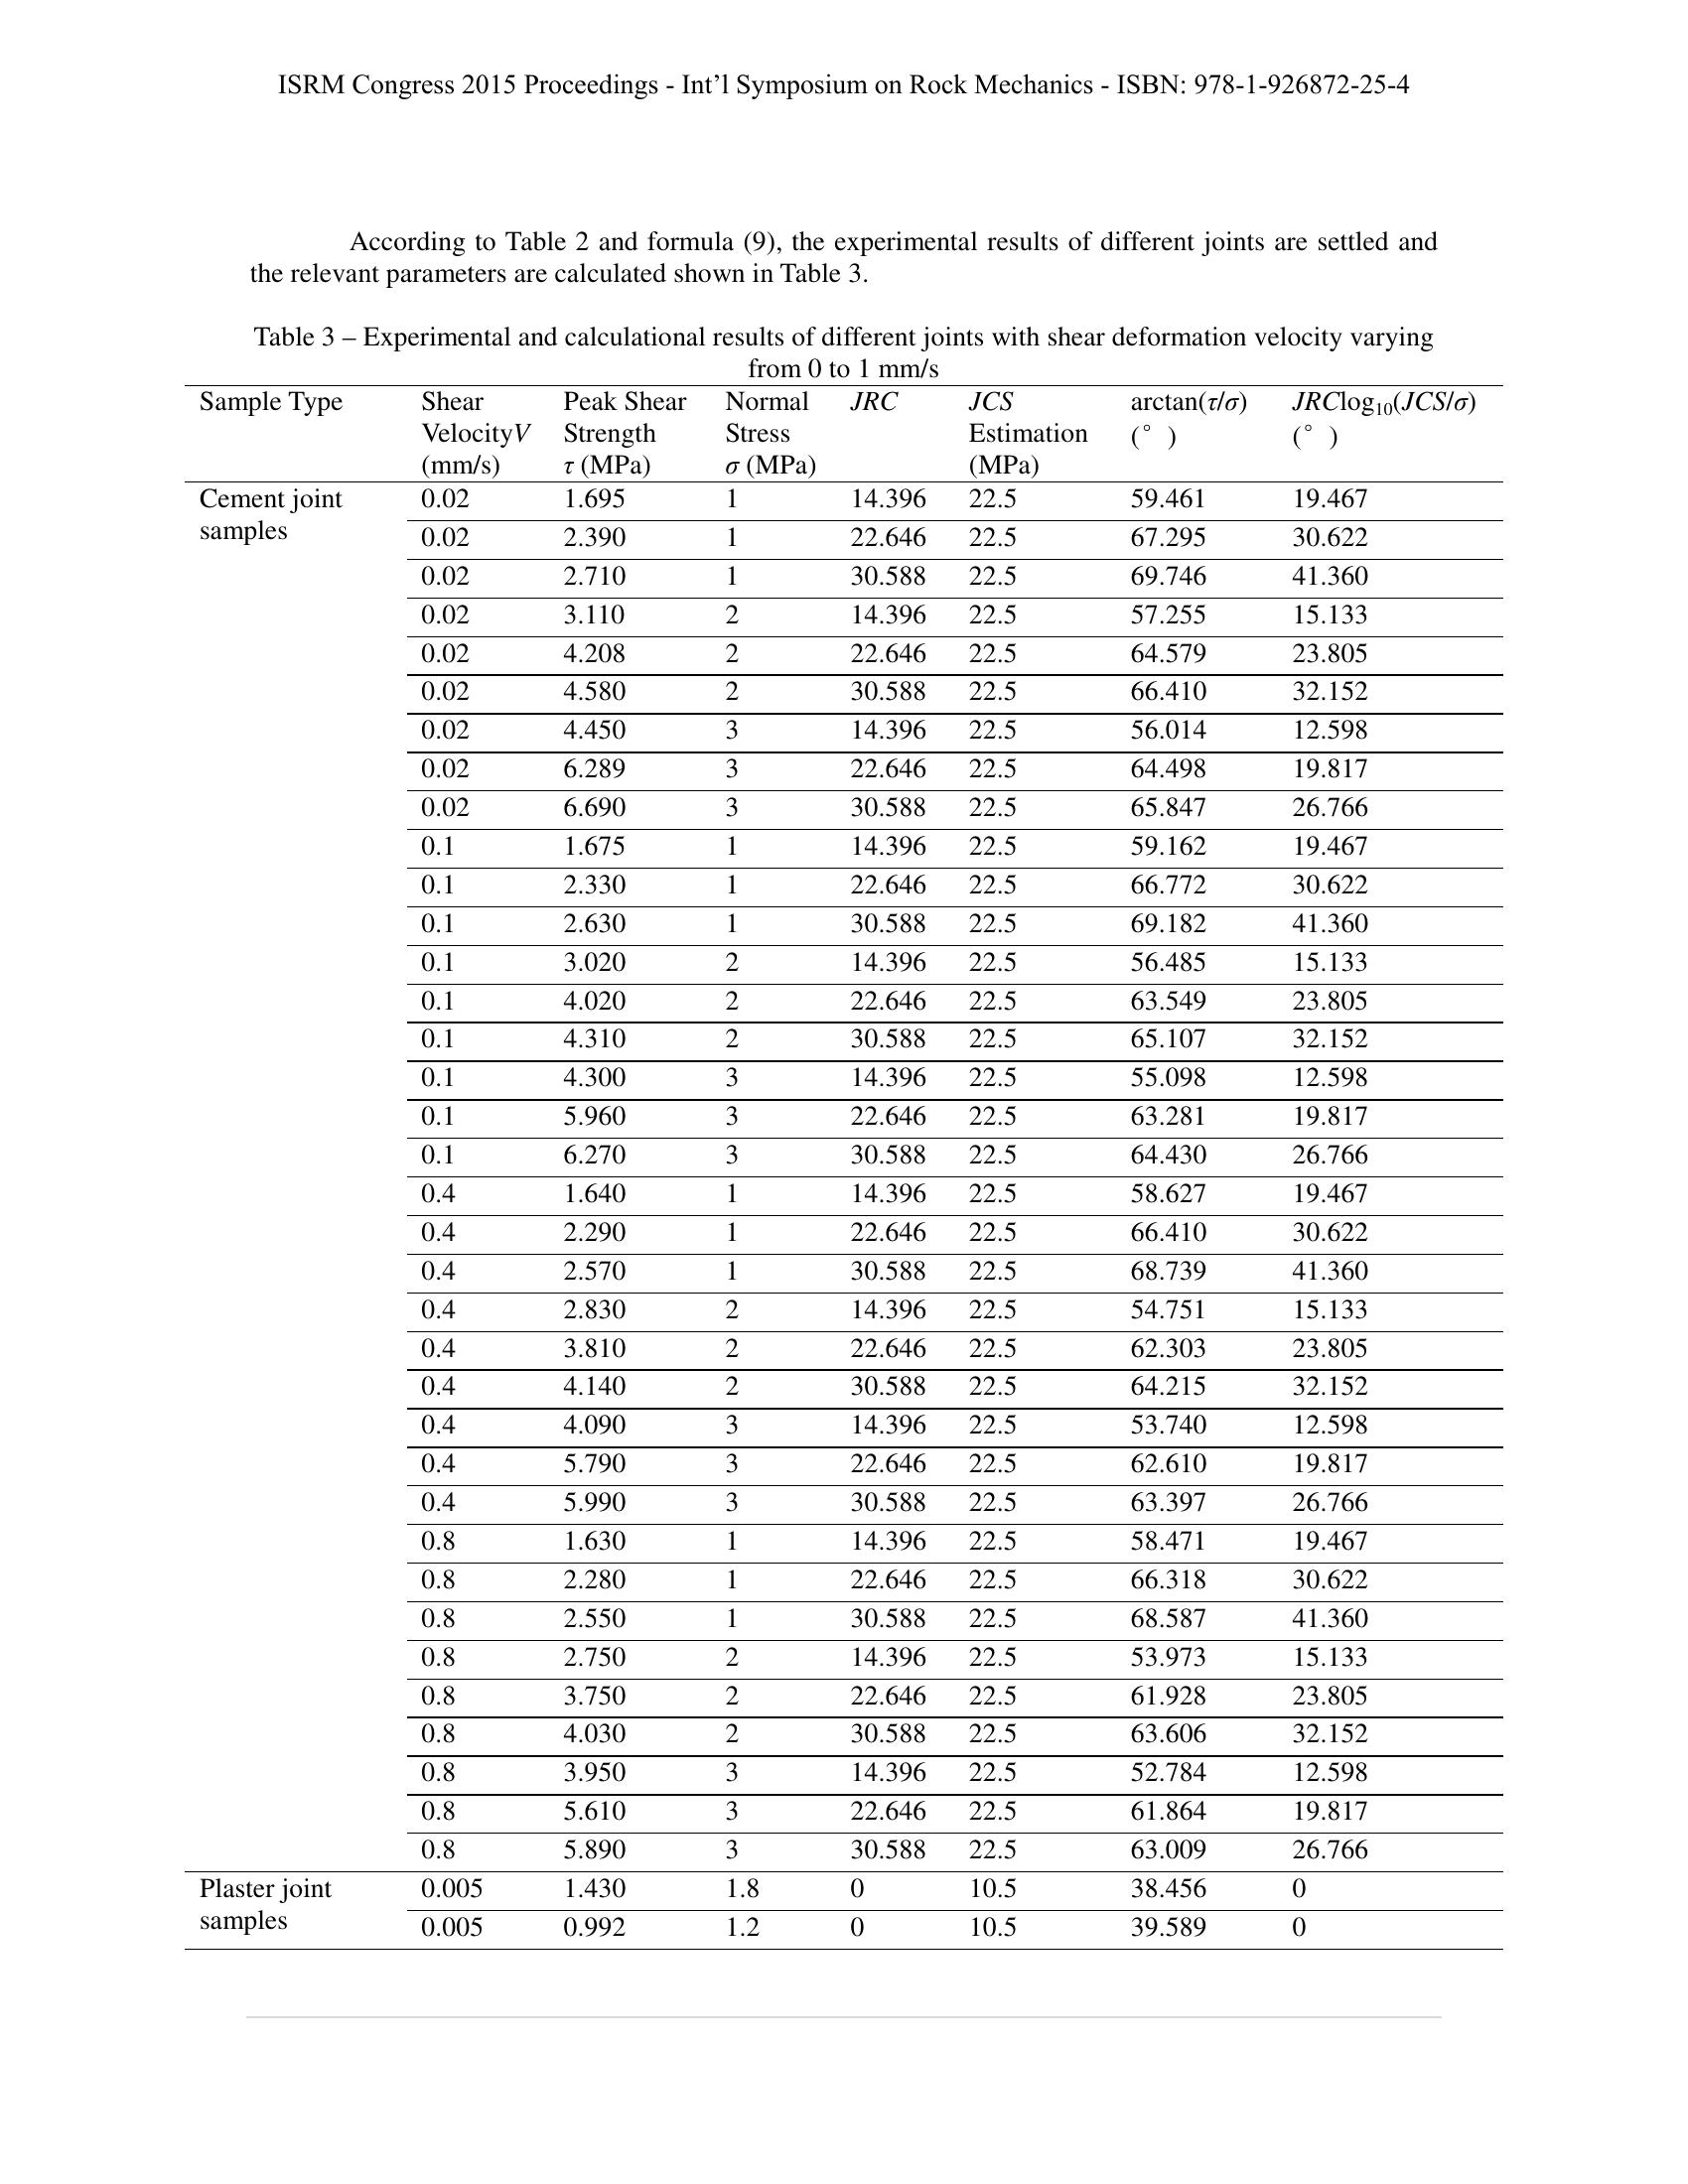 ISRM Congress 2015 Proceedings - Int’l Symposium on Rock Mechanics - ISBN: 978-1-926872-25-4
According to Table 2 and formula (9), the experimental results of different joints are settled and
the relevant parameters are calculated shown in Table 3.
Table 3 – Experimental and calculational results of different joints with shear deformation velocity varying
from 0 to 1 mm/s
Sample Type Shear Peak Shear Normal JRC JCS arctan(τ/σ) JRClog10(JCS/σ)
VelocityV Strength Stress Estimation (° ) (° )
(mm/s) τ (MPa) σ (MPa) (MPa)
Cement joint 0.02 1.695 1 14.396 22.5 59.461 19.467
samples 0.02 2.390 1 22.646 22.5 67.295 30.622
0.02 2.710 1 30.588 22.5 69.746 41.360
0.02 3.110 2 14.396 22.5 57.255 15.133
0.02 4.208 2 22.646 22.5 64.579 23.805
0.02 4.580 2 30.588 22.5 66.410 32.152
0.02 4.450 3 14.396 22.5 56.014 12.598
0.02 6.289 3 22.646 22.5 64.498 19.817
0.02 6.690 3 30.588 22.5 65.847 26.766
0.1 1.675 1 14.396 22.5 59.162 19.467
0.1 2.330 1 22.646 22.5 66.772 30.622
0.1 2.630 1 30.588 22.5 69.182 41.360
0.1 3.020 2 14.396 22.5 56.485 15.133
0.1 4.020 2 22.646 22.5 63.549 23.805
0.1 4.310 2 30.588 22.5 65.107 32.152
0.1 4.300 3 14.396 22.5 55.098 12.598
0.1 5.960 3 22.646 22.5 63.281 19.817
0.1 6.270 3 30.588 22.5 64.430 26.766
0.4 1.640 1 14.396 22.5 58.627 19.467
0.4 2.290 1 22.646 22.5 66.410 30.622
0.4 2.570 1 30.588 22.5 68.739 41.360
0.4 2.830 2 14.396 22.5 54.751 15.133
0.4 3.810 2 22.646 22.5 62.303 23.805
0.4 4.140 2 30.588 22.5 64.215 32.152
0.4 4.090 3 14.396 22.5 53.740 12.598
0.4 5.790 3 22.646 22.5 62.610 19.817
0.4 5.990 3 30.588 22.5 63.397 26.766
0.8 1.630 1 14.396 22.5 58.471 19.467
0.8 2.280 1 22.646 22.5 66.318 30.622
0.8 2.550 1 30.588 22.5 68.587 41.360
0.8 2.750 2 14.396 22.5 53.973 15.133
0.8 3.750 2 22.646 22.5 61.928 23.805
0.8 4.030 2 30.588 22.5 63.606 32.152
0.8 3.950 3 14.396 22.5 52.784 12.598
0.8 5.610 3 22.646 22.5 61.864 19.817
0.8 5.890 3 30.588 22.5 63.009 26.766
Plaster joint 0.005 1.430 1.8 0 10.5 38.456 0
samples 0.005 0.992 1.2 0 10.5 39.589 0